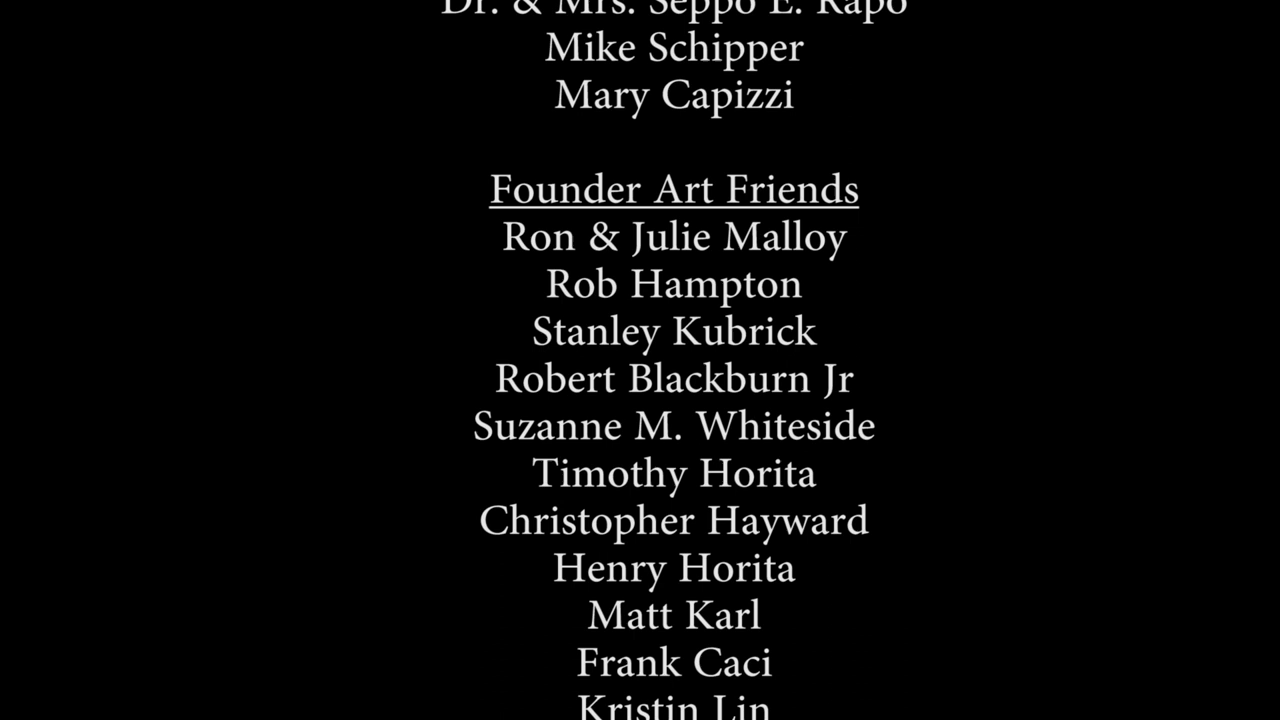 Dr. & Mrs. Seppo E. Rapo
Mike Schipper
Mary Capizzi
Founder Art Friends
Ron & Julie Malloy
Rob Hampton
Stanley Kubrick
Robert Blackburn Jr
Suzanne M. Whiteside
Timothy Horita
Christopher Hayward
Henry Horita
Matt Karl
Frank Caci
Kristin Lin